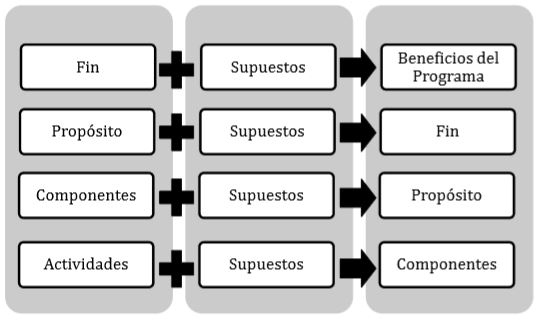 Fin
Supuestos
Beneficios del
Programa
Propósito
Supuestos
Fin
Componentes
Supuestos
Propósito
Actividades
Supuestos
Componentes